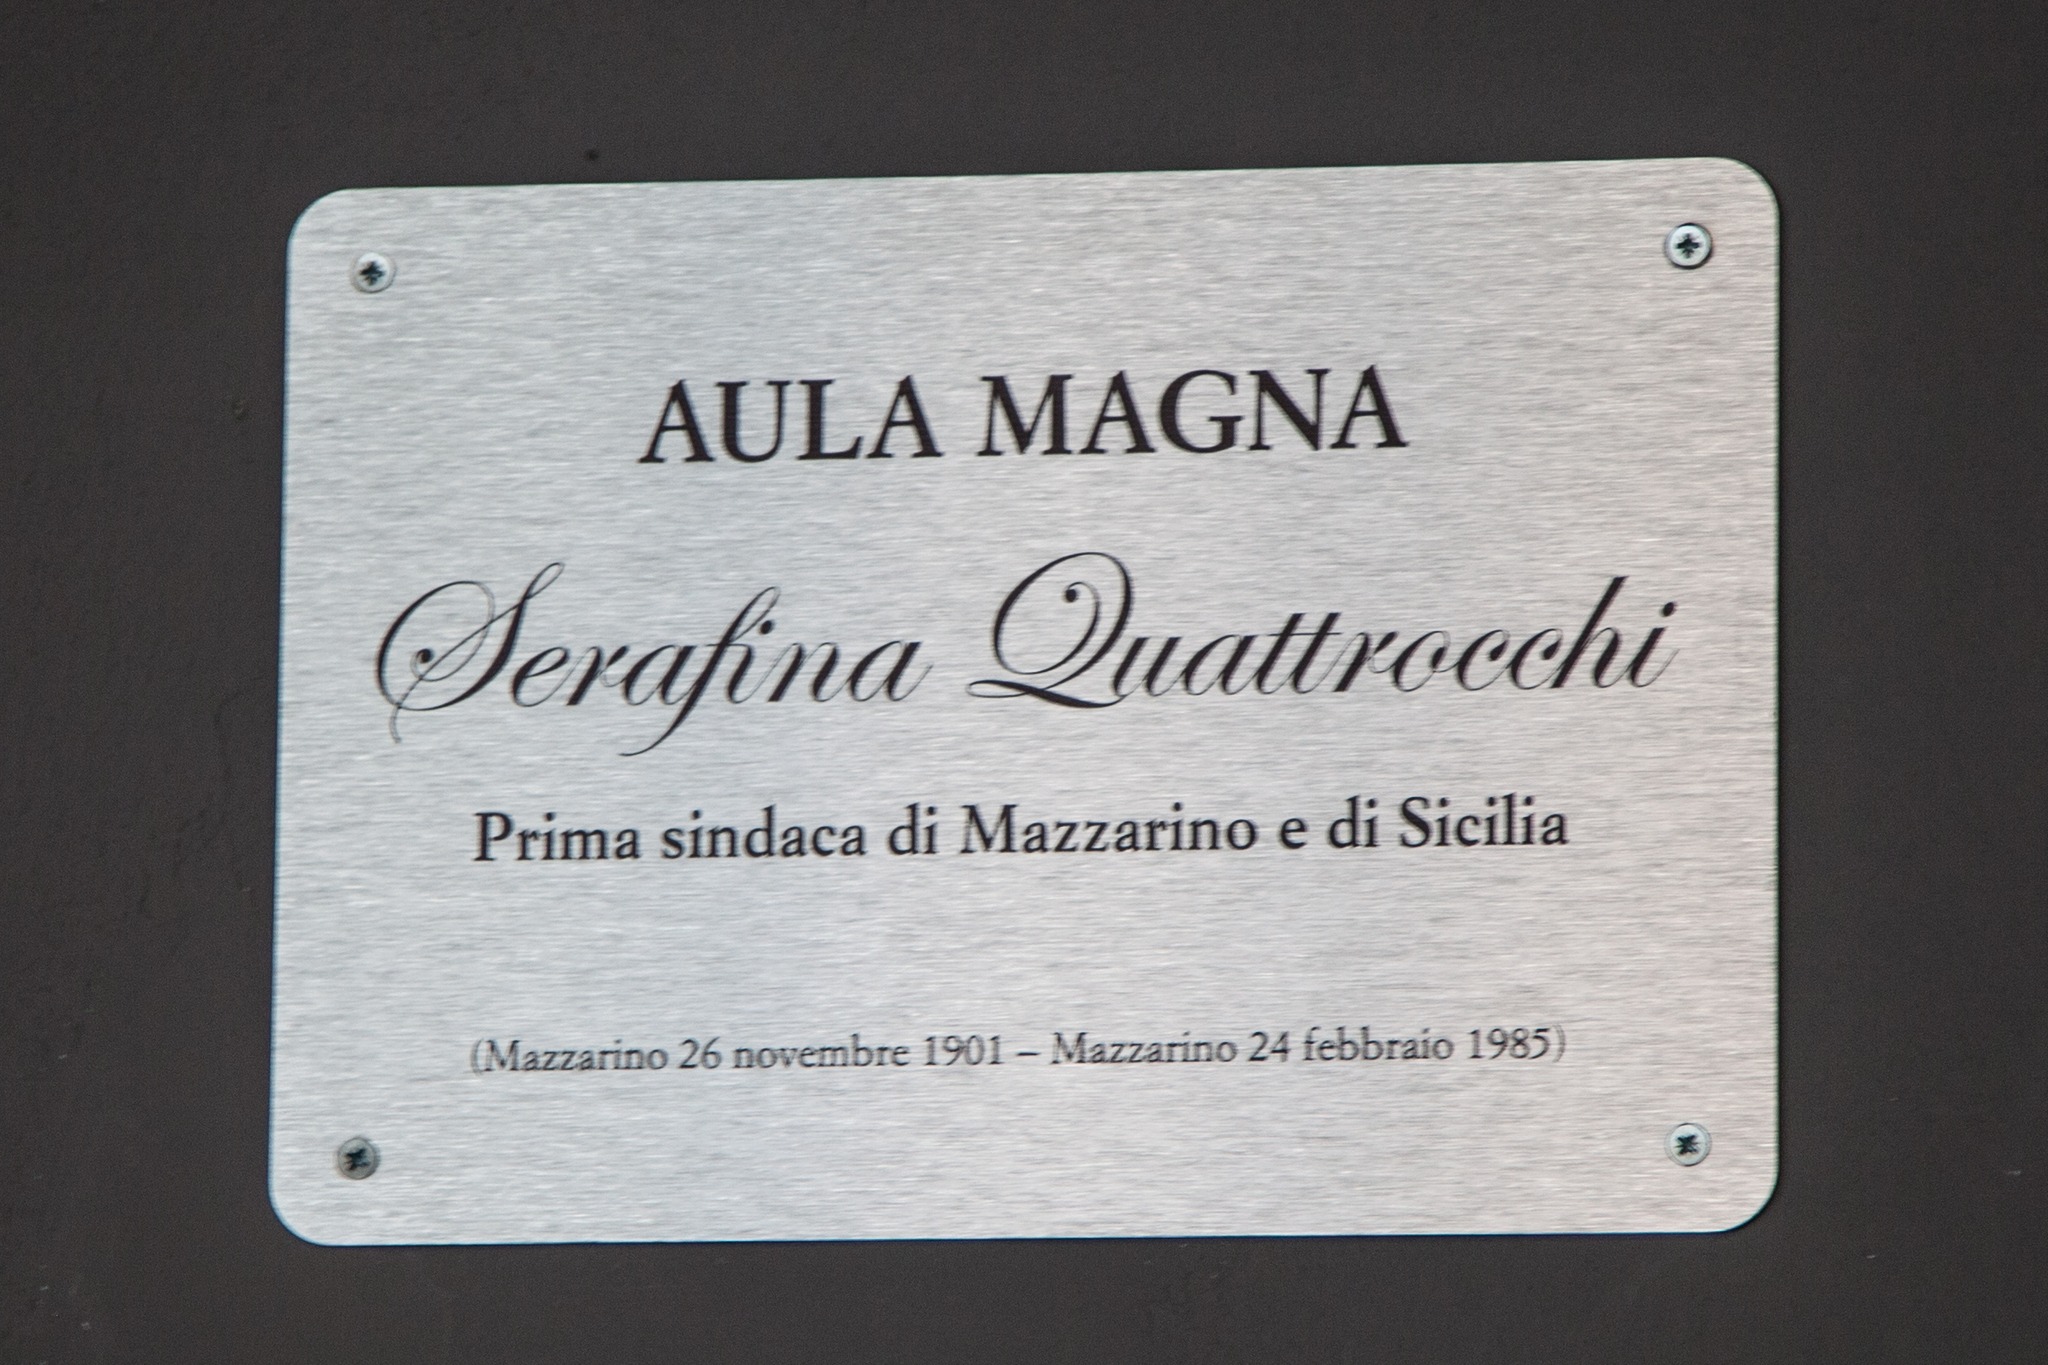 AULA MAGNA
Serafina Quattrocchi
Prima sindaca di Mazzarino e di Sicilia
(Mazzarino 26 novembre 1901 – Mazzarino 24 febbraio 1985)